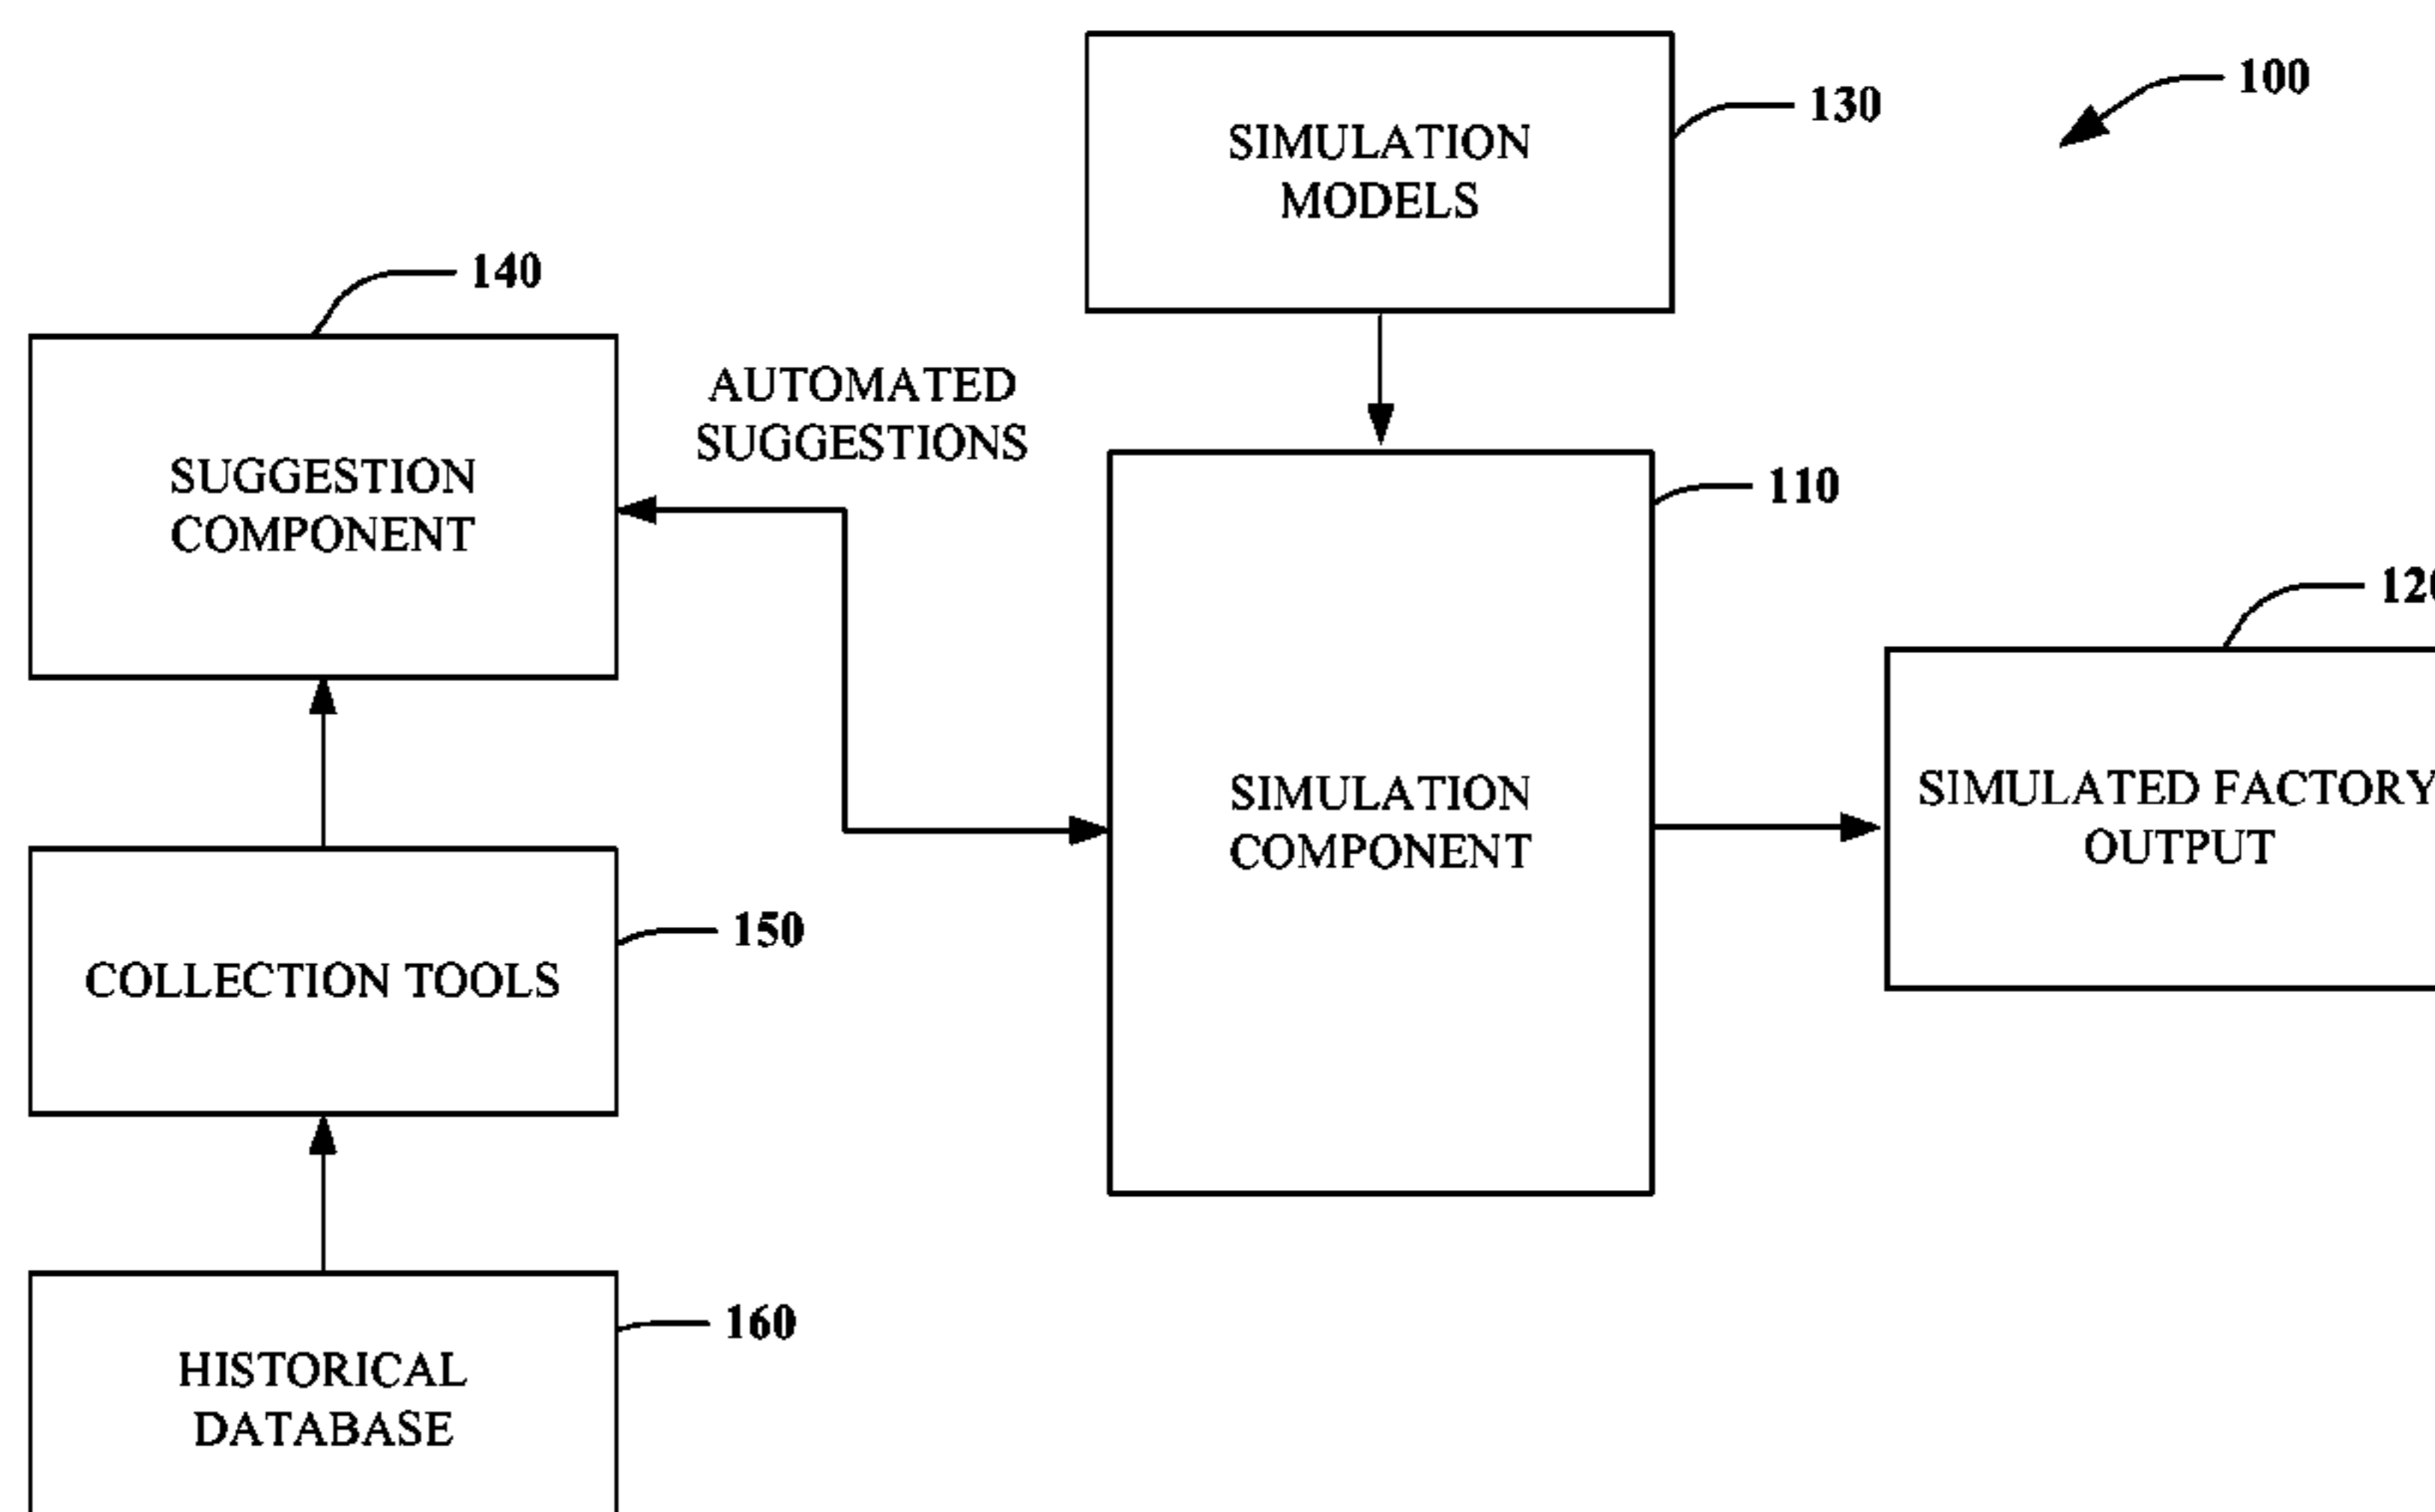 100
130
SIMULATION
MODELS
140
AUTOMATED
SUGGESTIONS
SUGGESTION
COMPONENT
110
120
SIMULATION
COMPONENT
SIMULATED FACTORY
OUTPUT
150
COLLECTION TOOLS
160
HISTORICAL
DATABASE